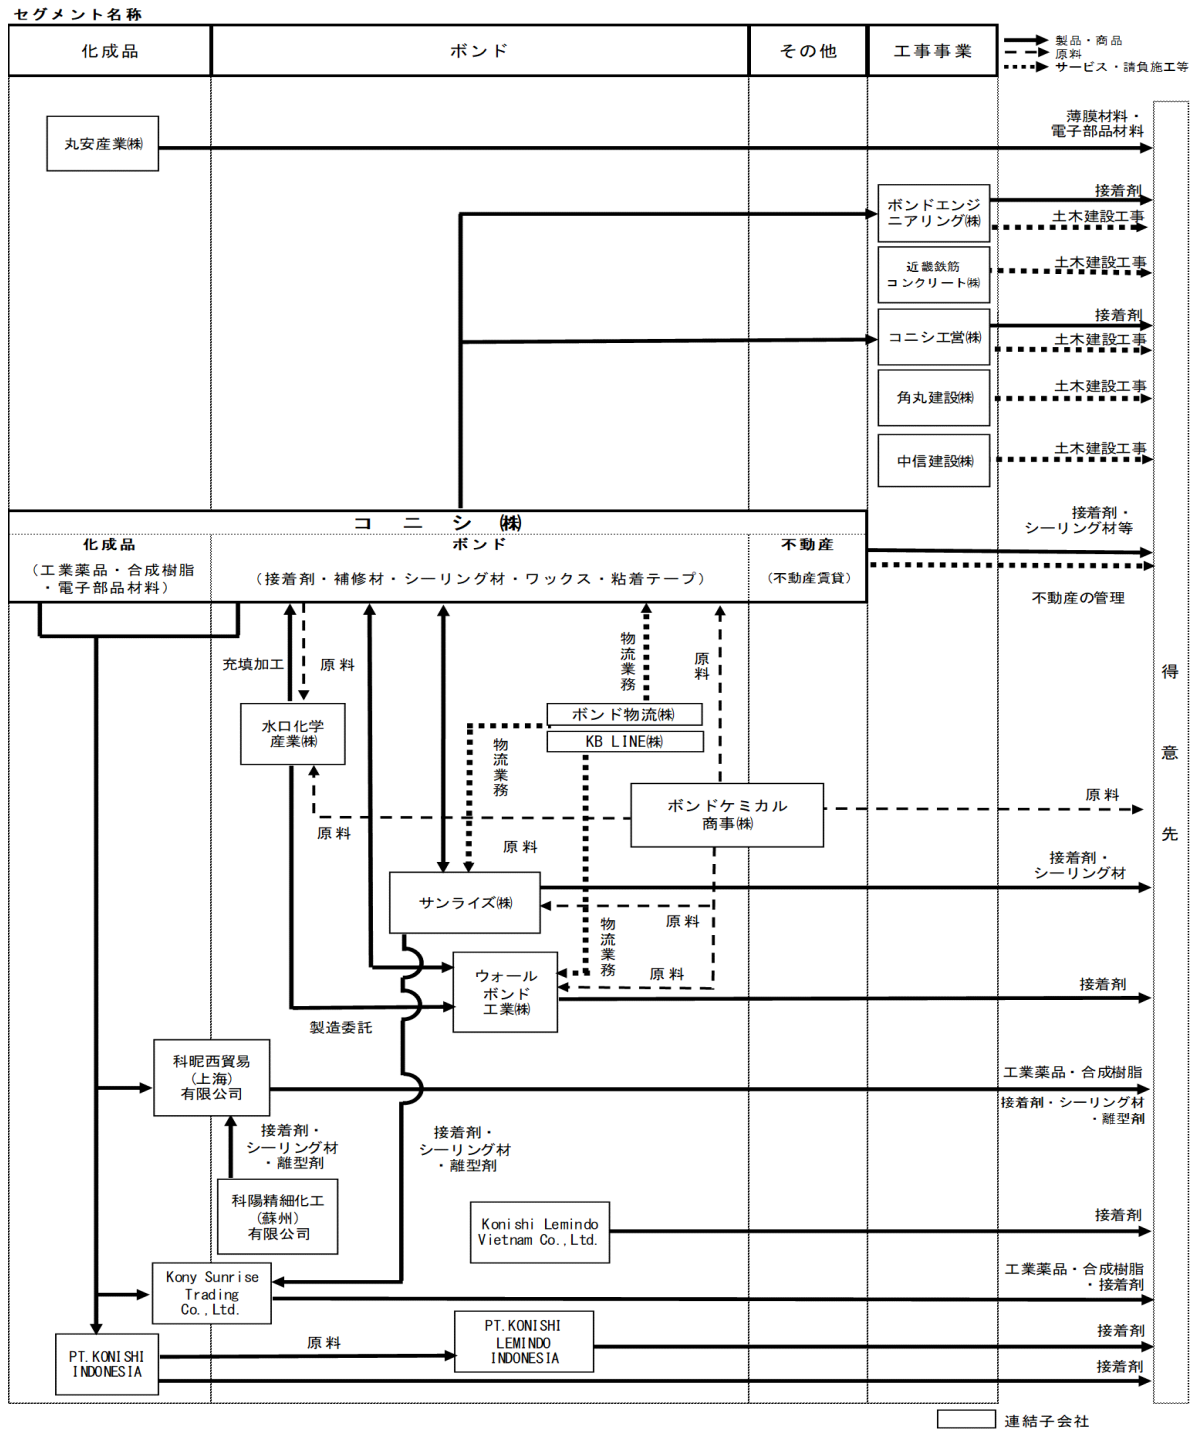 セグメント名称
化成品
ボンド
その他
工事事業
製品・商品
原料
サービス・請負施工等
薄膜材料・
電子部品材料
丸安産業㈱
接着剤
ボンドエンジ
ニアリング㈱
土木建設工事
近畿鉄筋
コンクリート㈱
土木建設工事
接着剤
コニシ工営㈱
土木建設工事
角丸建設㈱
土木建設工事
中信建設㈱
土木建設工事
コニシ㈱
化成品
ボンド
不動産
（工業薬品・合成樹脂
・電子部品材料）
（接着剤・補修材・シーリング材・ワックス・粘着テープ）
（不動産賃貸）
接着剤・
シーリング材等
不動産の管理
得意先
充填加工
原料
物流業務
原料
水口化学
産業㈱
ボンド物流㈱
KB LINE㈱
物流業務
ボンドケミカル
商事㈱
原料
原料
原料
接着剤・
シーリング材
サンライズ㈱
原料
物流業務
原料
ウォール
ボンド
工業㈱
接着剤
製造委託
科昵西貿易
（上海）
有限公司
工業薬品・合成樹脂
接着剤・シーリング材
・離型剤
接着剤・
シーリング材
・離型剤
接着剤・
シーリング材
・離型剤
科陽精細化工
（蘇州）
有限公司
Konishi Lemindo
Vietnam Co.,Ltd.
接着剤
Kony Sunrise
Trading
Co.,Ltd.
工業薬品・合成樹脂
・接着剤
PT.KONISHI
INDONESIA
原料
PT.KONISHI
LEMINDO
INDONESIA
接着剤
接着剤
連結子会社